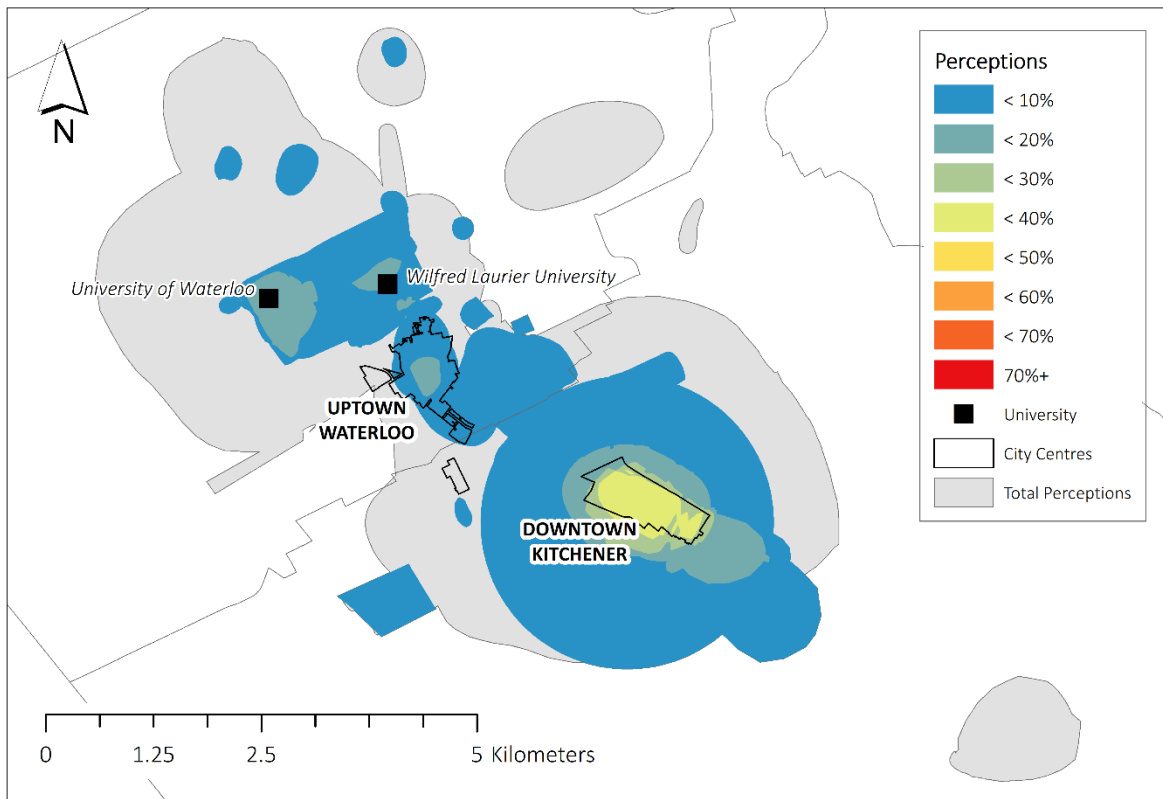 N
University of Waterloo
Wilfred Laurier University
UPTOWN
WATERLOO
DOWNTOWN
KITCHENER
0 1.25 2.5 5 Kilometers
Perceptions
< 10%
< 20%
< 30%
< 40%
< 50%
< 60%
< 70%
70%+
University
City Centres
Total Perceptions